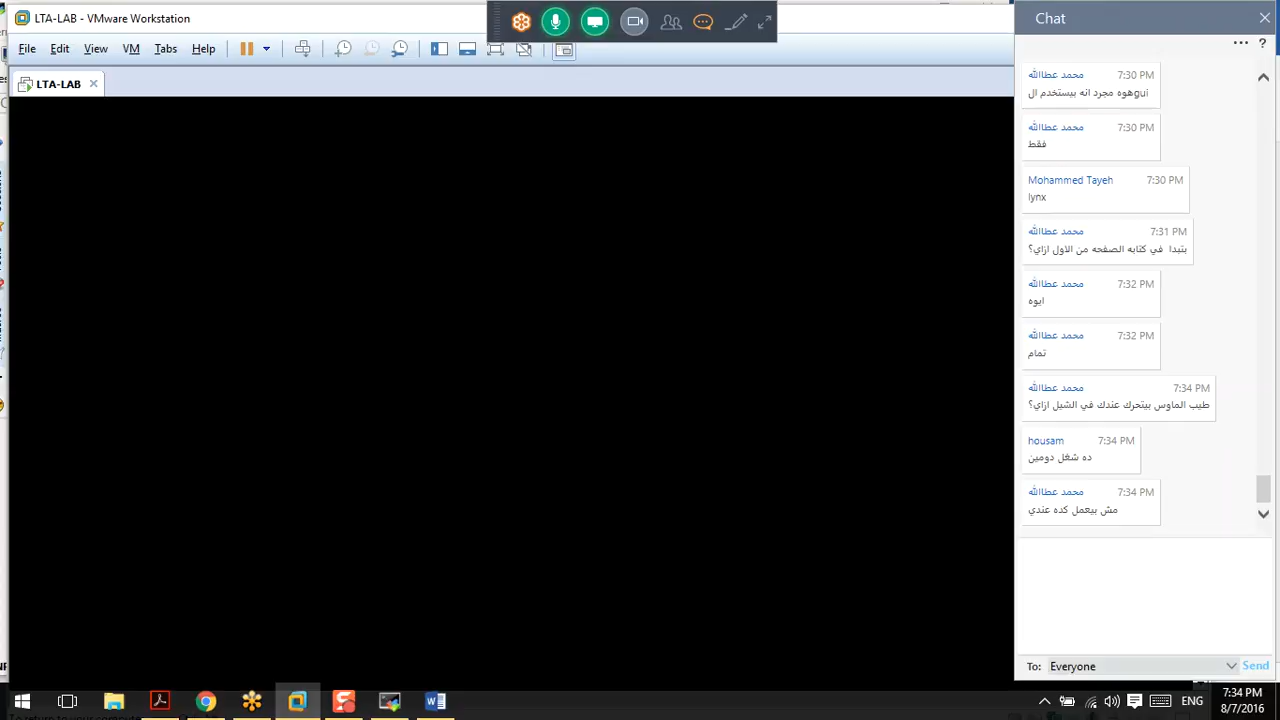 LTA-LAB - VMware Workstation
File
View
VM
Tabs
Help
LTA-LAB
Chat
محمد عطاالله
7:30 PM
هوه مجرد انه بيستخدم الgui
محمد عطاالله
7:30 PM
فقط
Mohammed Tayeh
7:30 PM
lynx
محمد عطاالله
7:31 PM
بتبدا في كتابه الصفحه من الاول ازاي؟
محمد عطاالله
7:32 PM
ايوه
محمد عطاالله
7:32 PM
تمام
محمد عطاالله
7:34 PM
طيب الماوس بيتحرك عندك في الشيل ازاي؟
housam
7:34 PM
ده شغل دومين
محمد عطاالله
7:34 PM
مش بيعمل كده عندي
To:
Everyone
Send
ENG
7:34 PM
8/7/2016